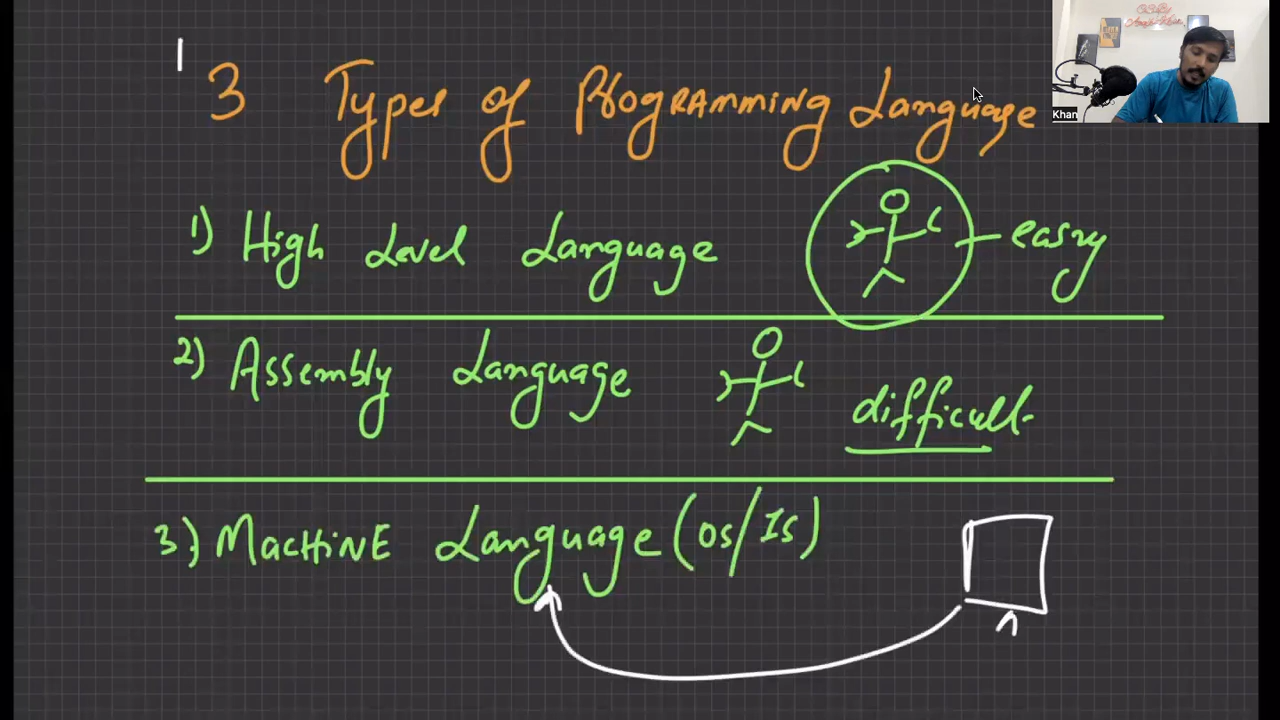 3 Types of Programming Language
1) High Level Language
easy
2) Assembly Language
difficult
3) Machine Language (0s/1s)
Khan